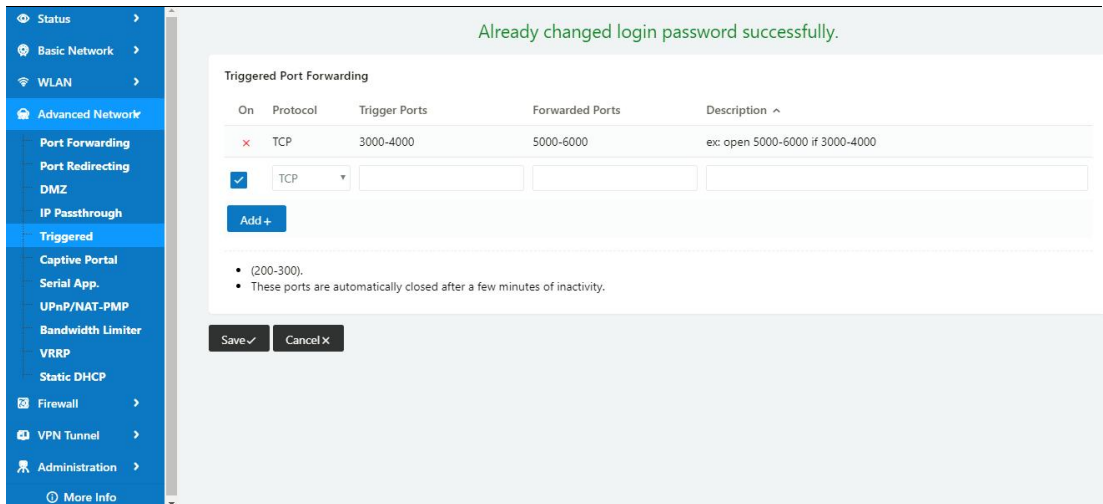 Status
Basic Network
WLAN
Advanced Network
Port Forwarding
Port Redirecting
DMZ
IP Passthrough
Triggered
Captive Portal
Serial App.
UPnP/NAT-PMP
Bandwidth Limiter
VRRP
Static DHCP
Firewall
VPN Tunnel
Administration
More Info
Already changed login password successfully.
Triggered Port Forwarding
On Protocol Trigger Ports Forwarded Ports Description
TCP 3000-4000 5000-6000 ex: open 5000-6000 if 3000-4000
TCP
Add +
(200-300).
These ports are automatically closed after a few minutes of inactivity.
Save Cancel